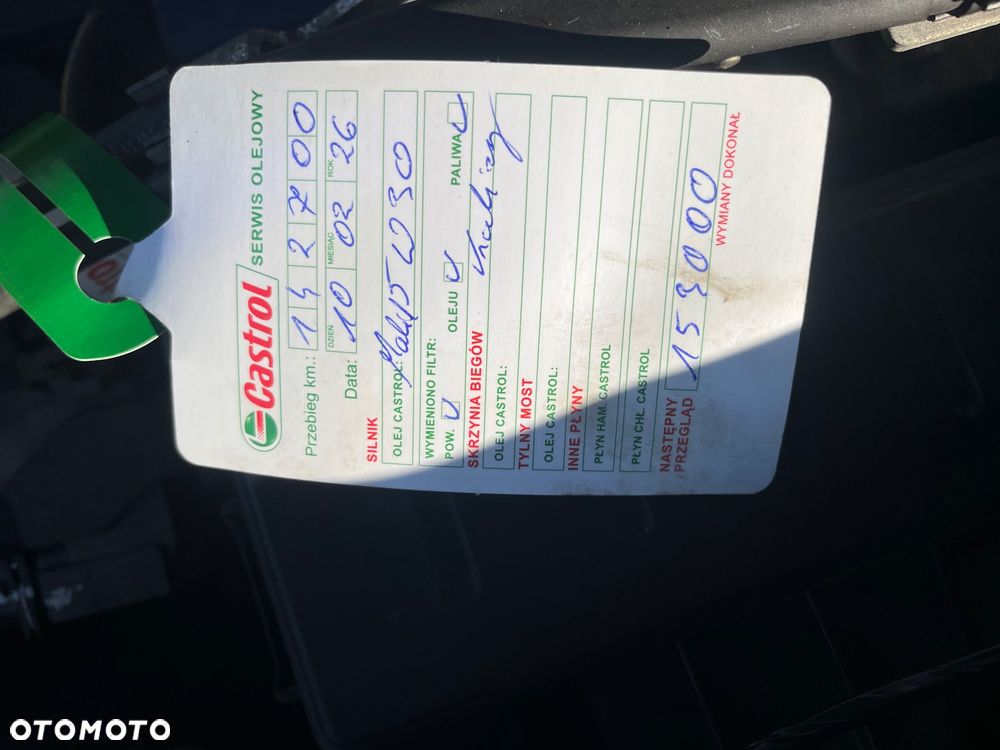 Castrol SERWIS OLEJOWY
Przebieg km.: 142700
DZIEŃ MIESIĄC ROK
Data: 10 02 26
SILNIK
OLEJ CASTROL: 5W30
WYMIENIONO FILTR:
POW. OLEJU PALIWA
SKRZYNIA BIEGÓW
OLEJ CASTROL:
TYLNY MOST
OLEJ CASTROL:
INNE PŁYNY
PŁYN HAM. CASTROL
PŁYN CHŁ. CASTROL
NASTĘPNY
PRZEGLĄD 153000
WYMIANY DOKONAŁ
OTOMOTO